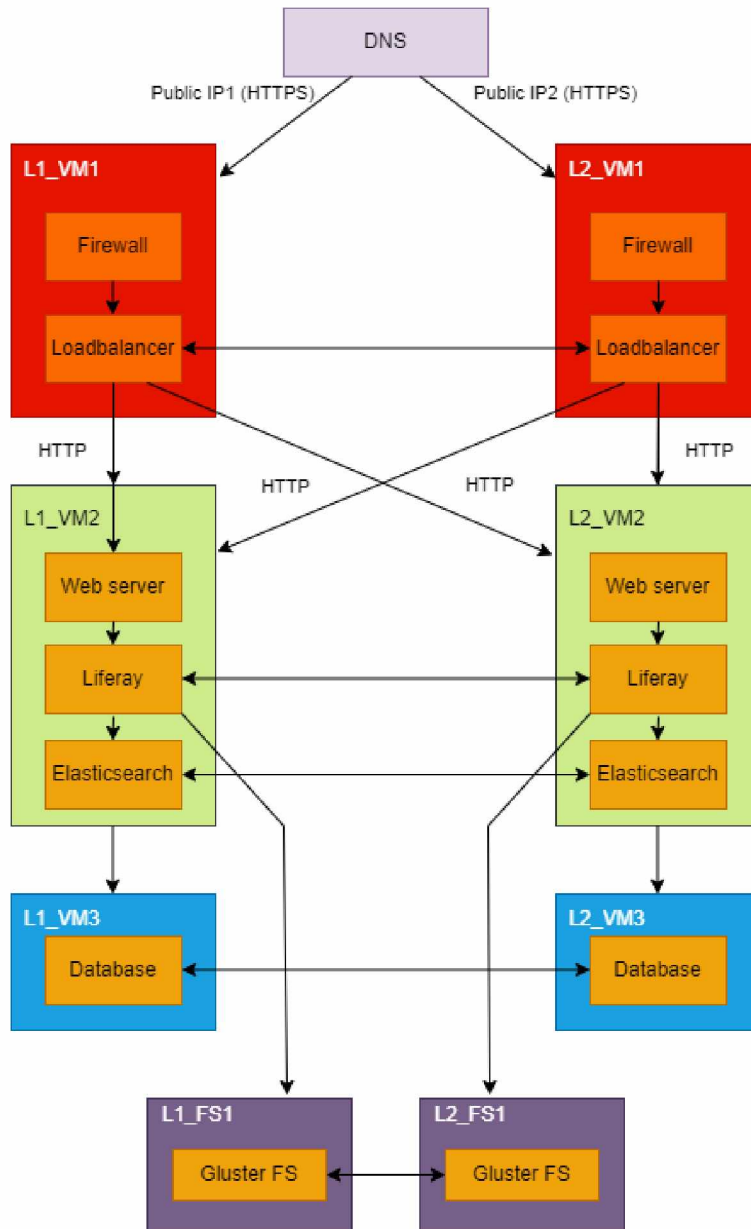 DNS
Public IP1 (HTTPS)
Public IP2 (HTTPS)
L1_VM1
L2_VM1
Firewall
Firewall
Loadbalancer
Loadbalancer
HTTP
HTTP
HTTP
HTTP
L1_VM2
L2_VM2
Web server
Web server
Liferay
Liferay
Elasticsearch
Elasticsearch
L1_VM3
L2_VM3
Database
Database
L1_FS1
L2_FS1
Gluster FS
Gluster FS